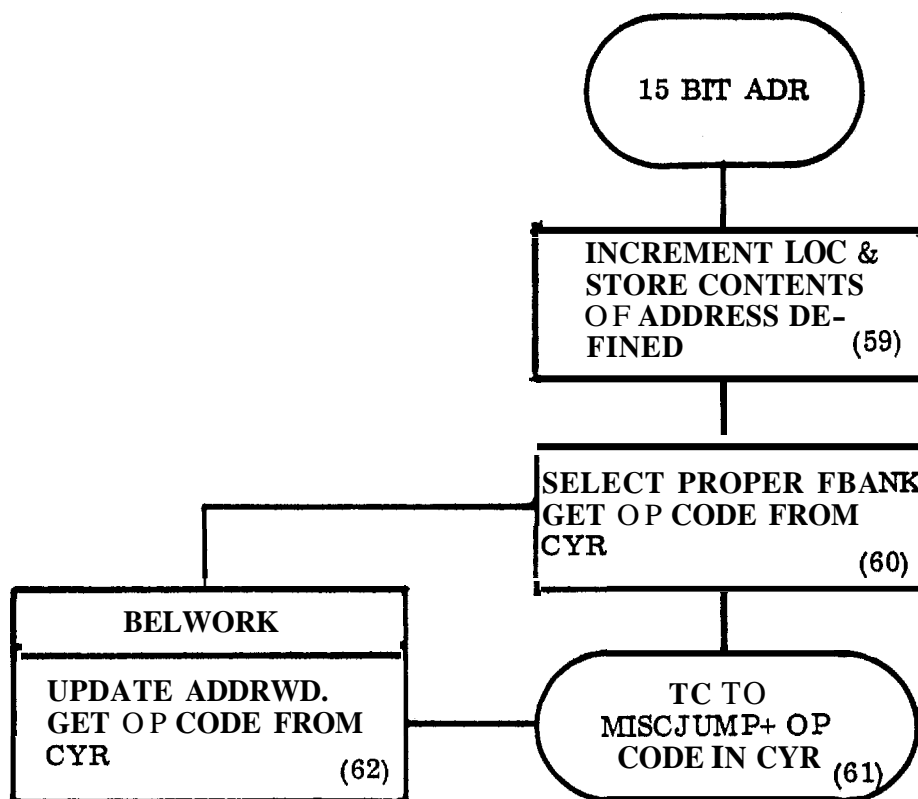 15 BIT ADR
INCREMENT LOC &
STORE CONTENTS
OF ADDRESS DE-
FINED
(59)
SELECT PROPER FBANK
GET OP CODE FROM
CYR
(60)
BELWORK
UPDATE ADDRWD.
GET OP CODE FROM
CYR
(62)
TC TO
MISCJUMP+ OP
CODE IN CYR
(61)